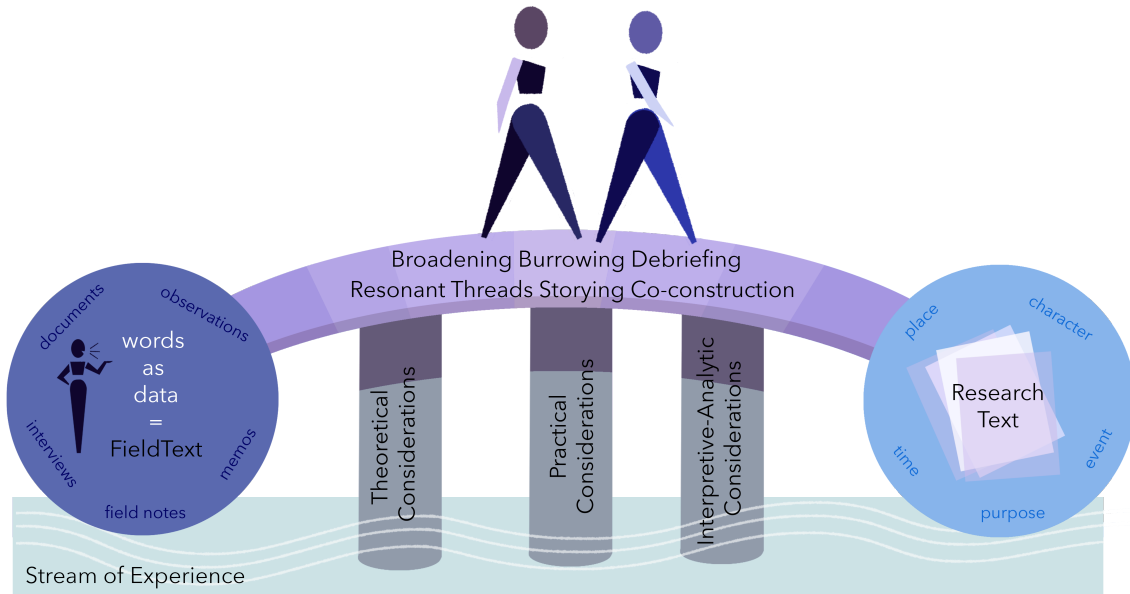 Broadening Burrowing Debriefing
Resonant Threads Storying Co-construction
documents
observations
words
as
data
=
FieldText
interviews
memos
field notes
Theoretical
Considerations
Practical
Considerations
Interpretive-Analytic
Considerations
place
character
Research
Text
time
event
purpose
Stream of Experience